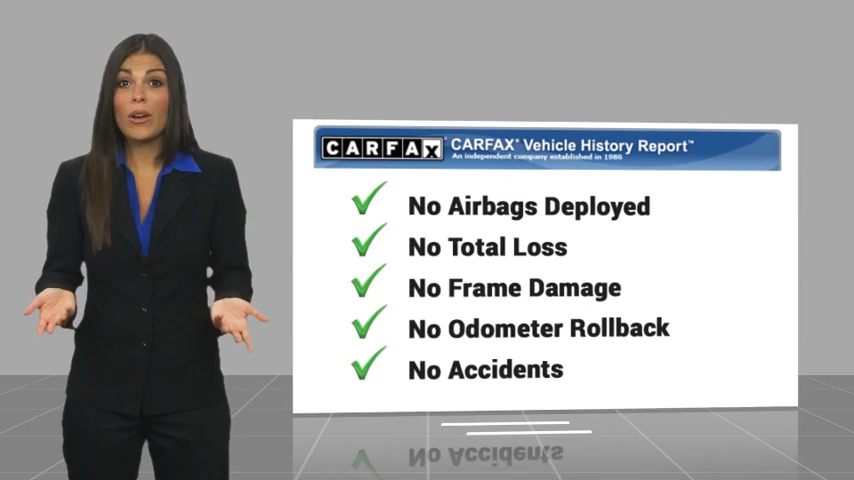 CARFAX CARFAX® Vehicle History Report™
An independent company established in 1986
No Airbags Deployed
No Total Loss
No Frame Damage
No Odometer Rollback
No Accidents
No Accidents